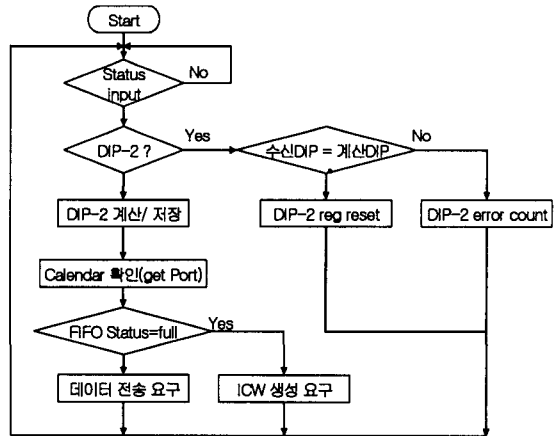 Start
Status
input
No
DIP-2 ?
Yes
수신DIP = 계산DIP
No
DIP-2 계산/ 저장
DIP-2 reg reset
DIP-2 error count
Calendar 확인(get Port)
FIFO Status=full
Yes
데이터 전송 요구
ICW 생성 요구